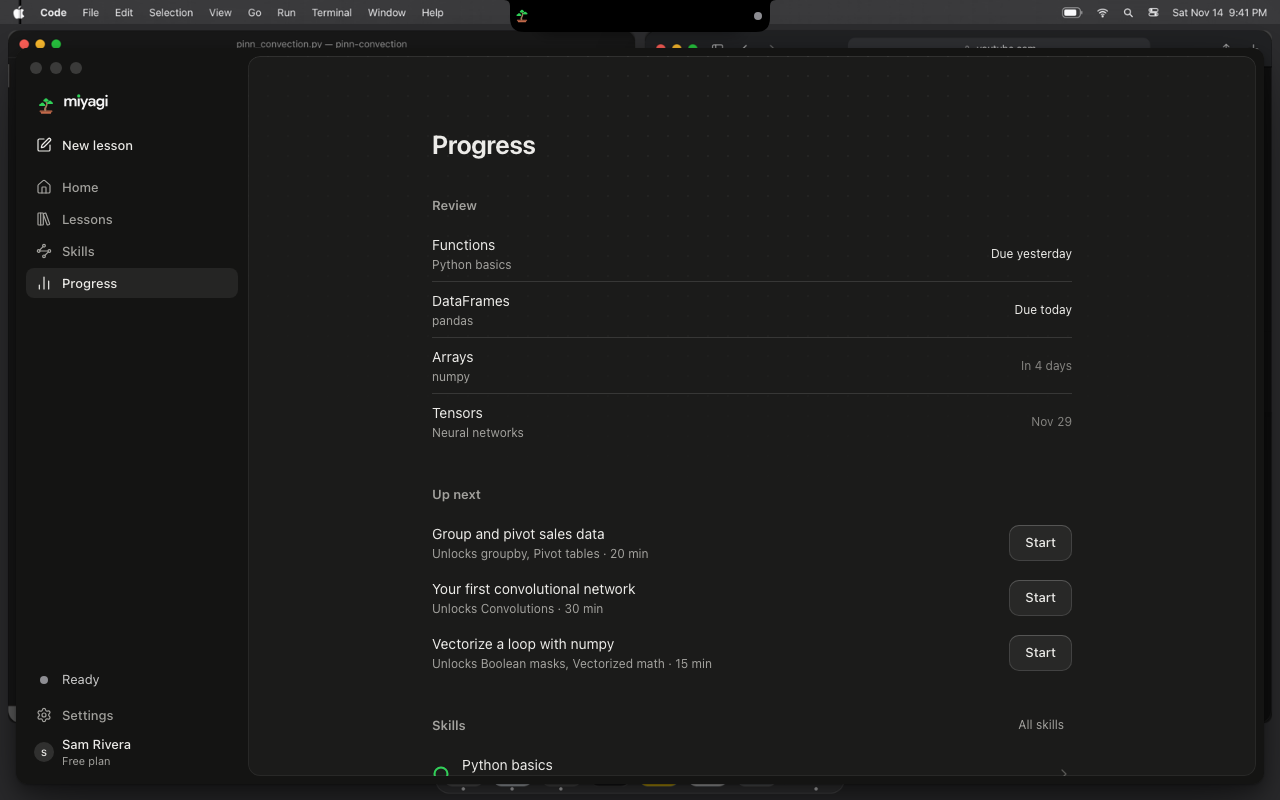 Code File Edit Selection View Go Run Terminal Window Help
Sat Nov 14 9:41 PM
pinn_convection.py — pinn-convection
miyagi
New lesson
Home
Lessons
Skills
Progress
Ready
Settings
S
Sam Rivera
Free plan
Progress
Review
Functions
Python basics
Due yesterday
DataFrames
pandas
Due today
Arrays
numpy
In 4 days
Tensors
Neural networks
Nov 29
Up next
Group and pivot sales data
Unlocks groupby, Pivot tables · 20 min
Start
Your first convolutional network
Unlocks Convolutions · 30 min
Start
Vectorize a loop with numpy
Unlocks Boolean masks, Vectorized math · 15 min
Start
Skills
All skills
Python basics